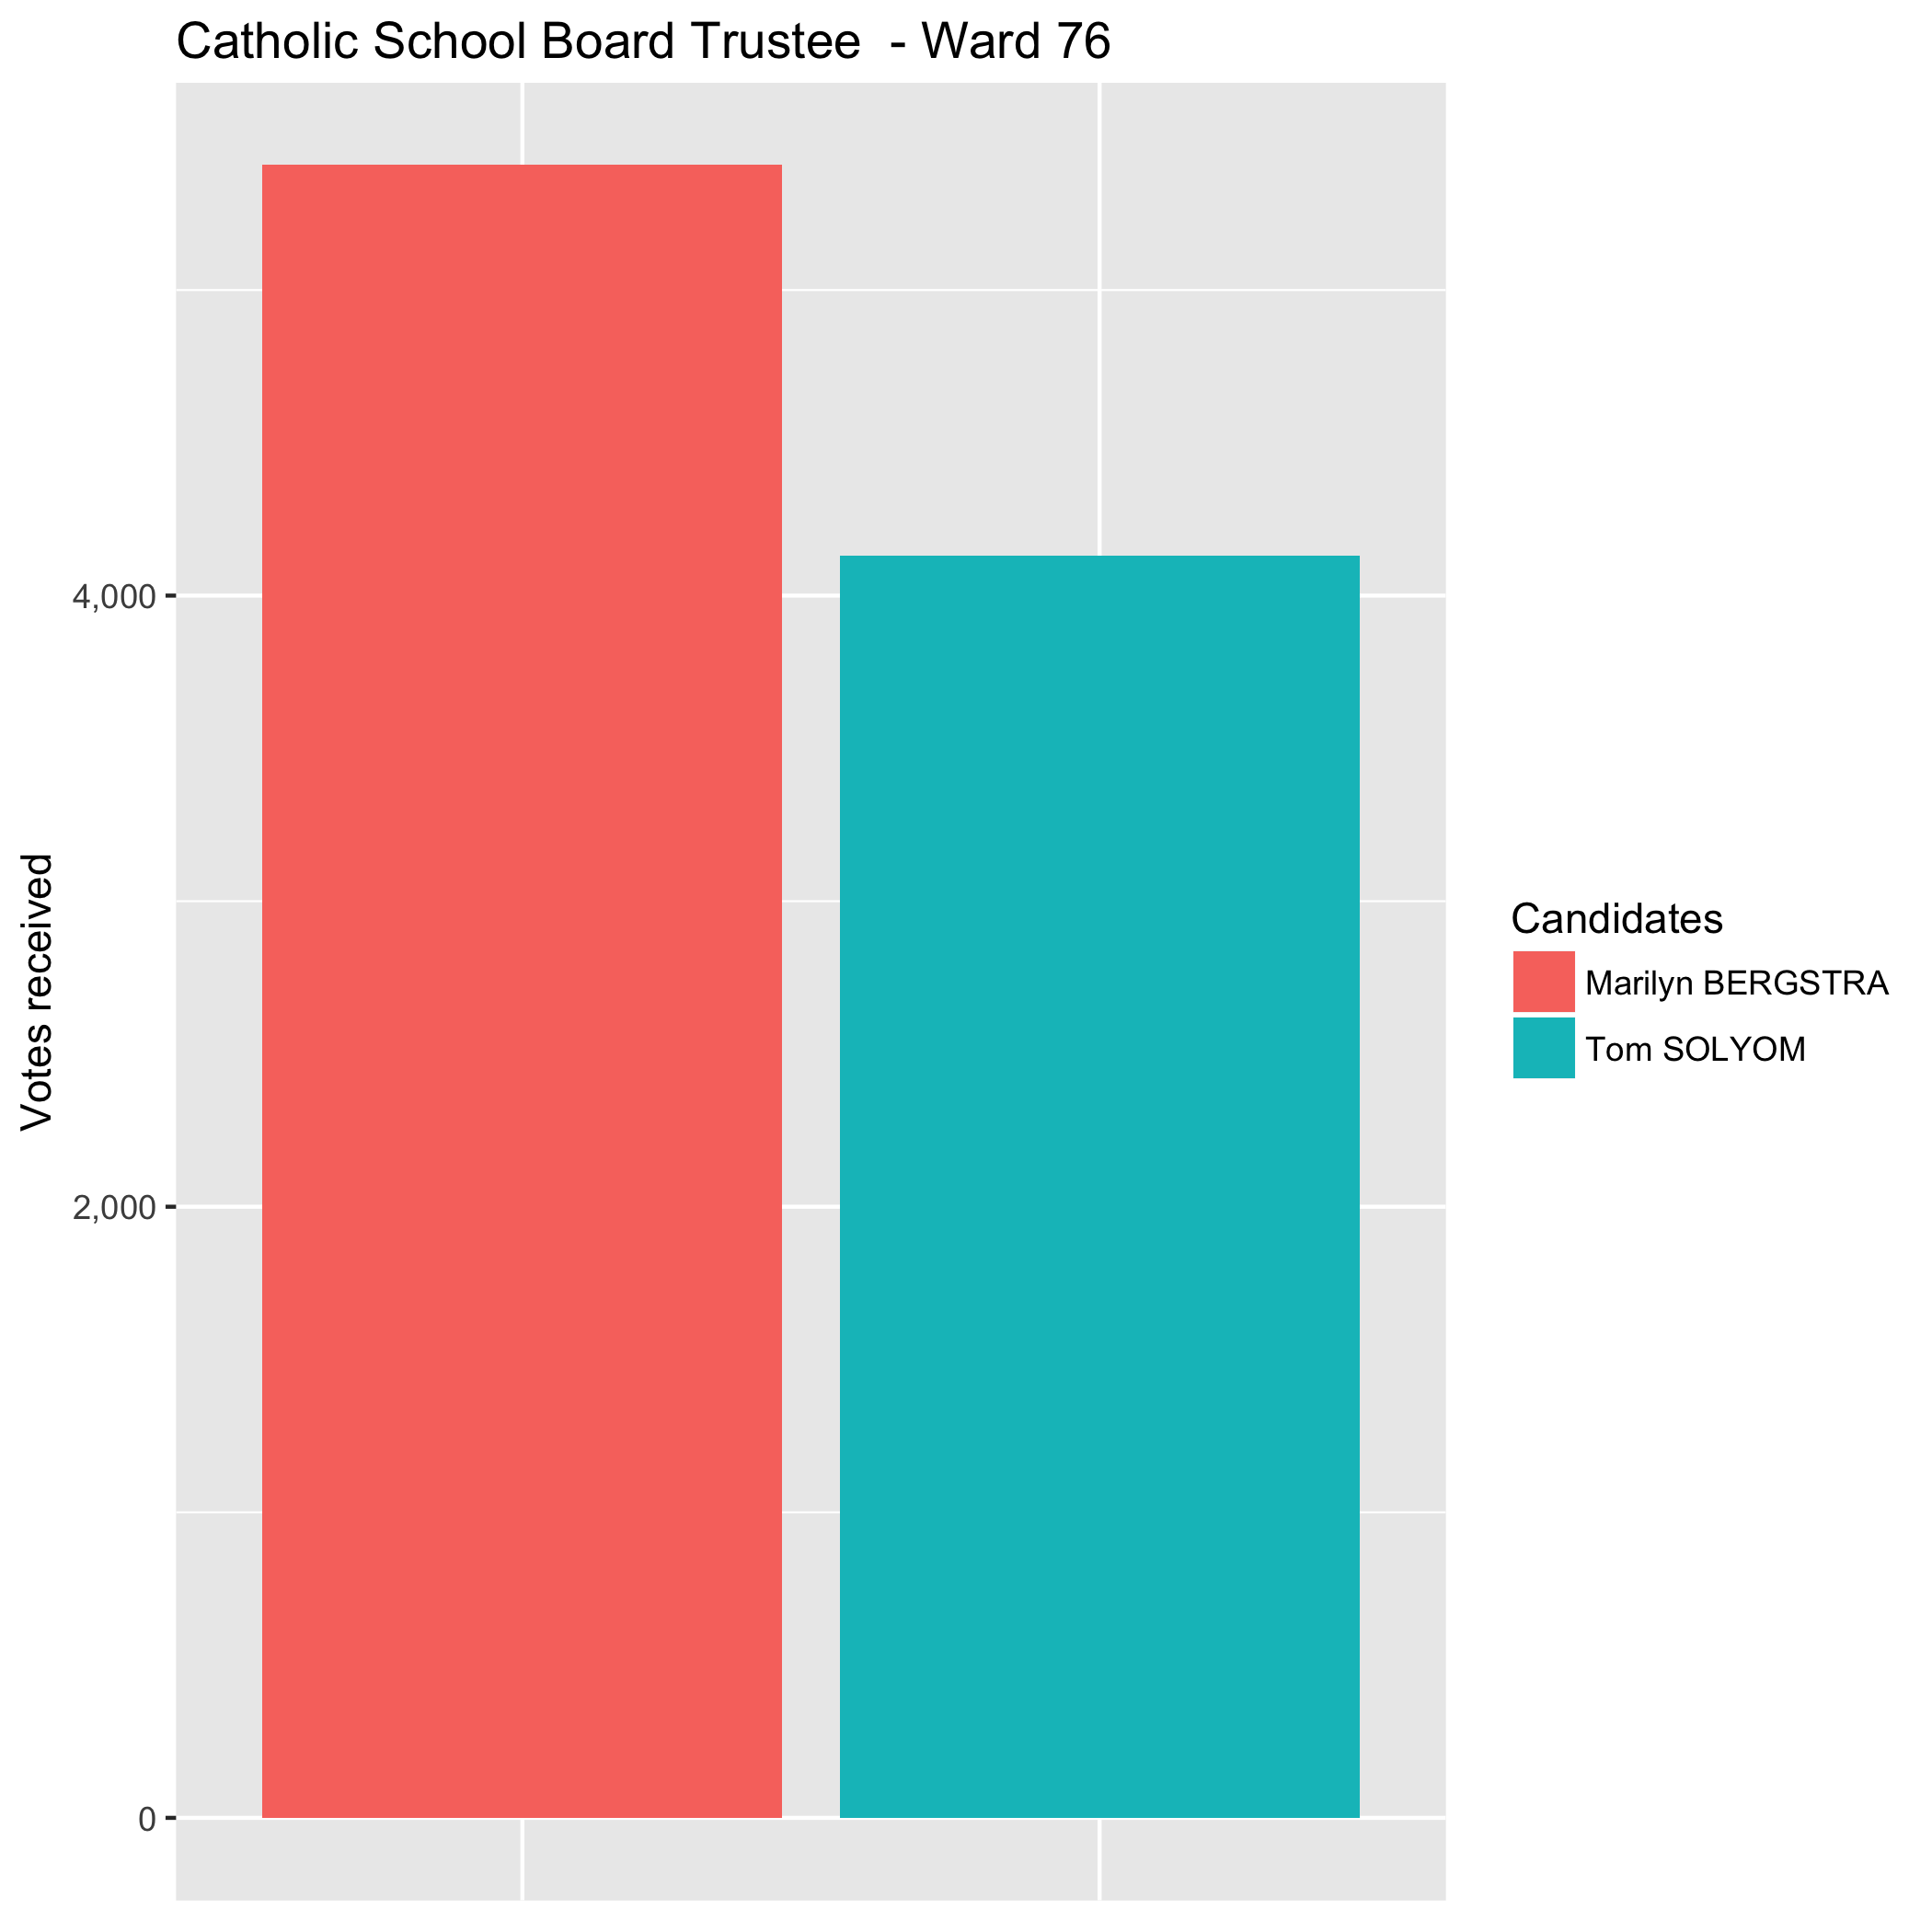 Catholic School Board Trustee  - Ward 76
Votes received
4,000
2,000
0
Candidates
Marilyn BERGSTRA
Tom SOLYOM